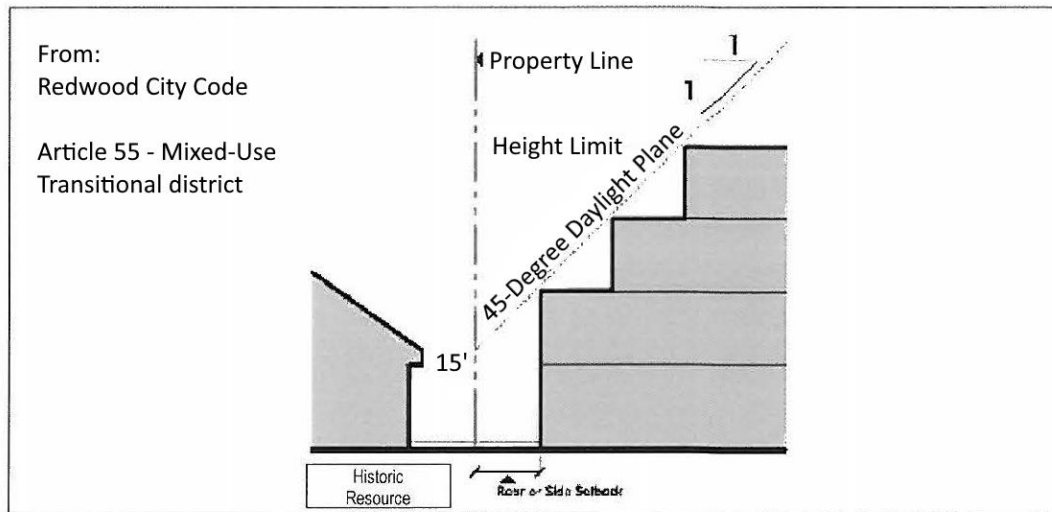 From:
Redwood City Code
Article 55 - Mixed-Use
Transitional district
Property Line
1
1
Height Limit
45-Degree Daylight Plane
15'
Historic
Resource
Rear or Side Setback